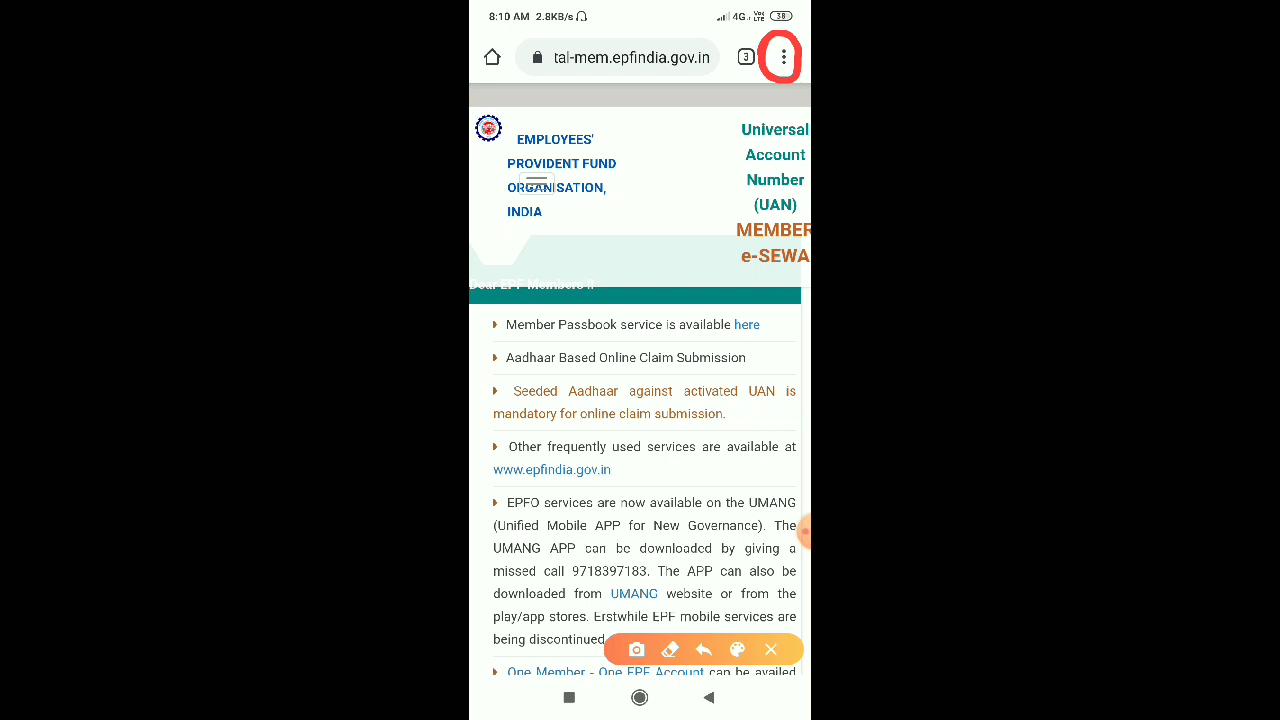 8:10 AM 2.8KB/s 4G Vo LTE 38
tal-mem.epfindia.gov.in 3
EMPLOYEES'
PROVIDENT FUND
ORGANISATION,
INDIA
Universal
Account
Number
(UAN)
MEMBER
e-SEWA
Dear EPF Members !!
Member Passbook service is available here
Aadhaar Based Online Claim Submission
Seeded Aadhaar against activated UAN is
mandatory for online claim submission.
Other frequently used services are available at
www.epfindia.gov.in
EPFO services are now available on the UMANG
(Unified Mobile APP for New Governance). The
UMANG APP can be downloaded by giving a
missed call 9718397183. The APP can also be
downloaded from UMANG website or from the
play/app stores. Erstwhile EPF mobile services are
being discontinued
One Member - One EPF Account can be availed